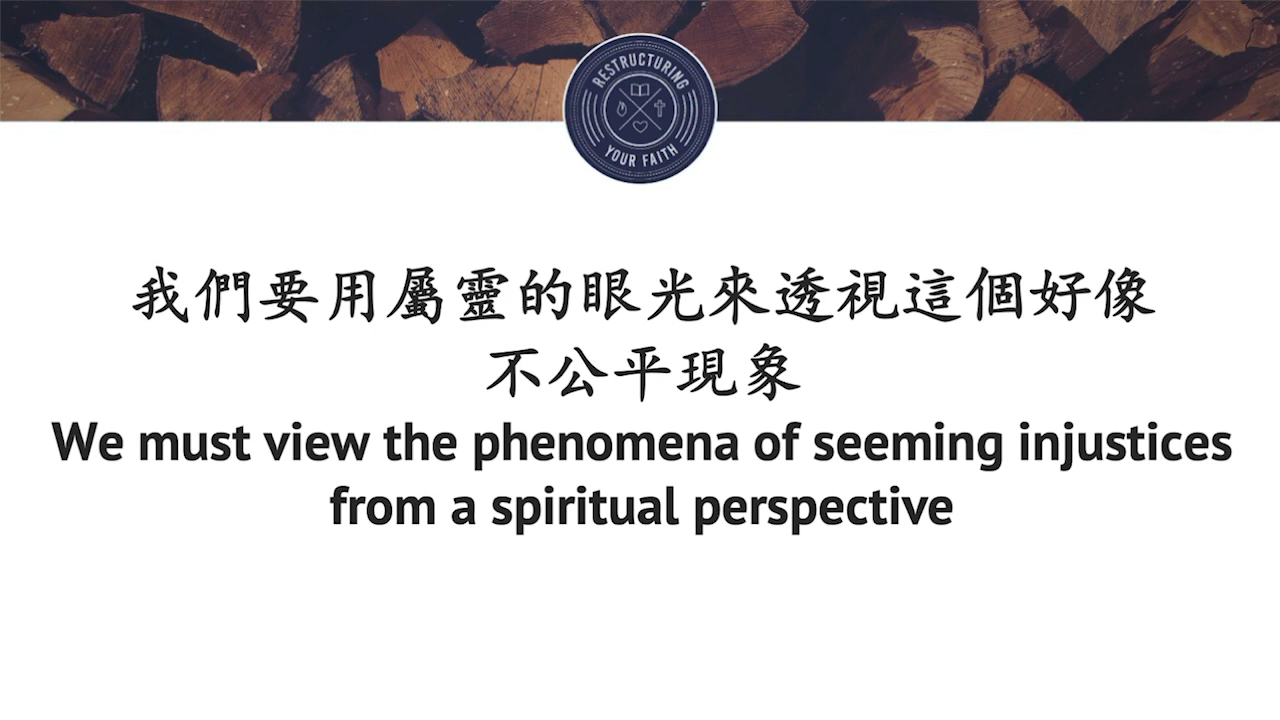 RESTRUCTURING
YOUR FAITH
我們要用屬靈的眼光來透視這個好像
不公平現象
We must view the phenomena of seeming injustices
from a spiritual perspective